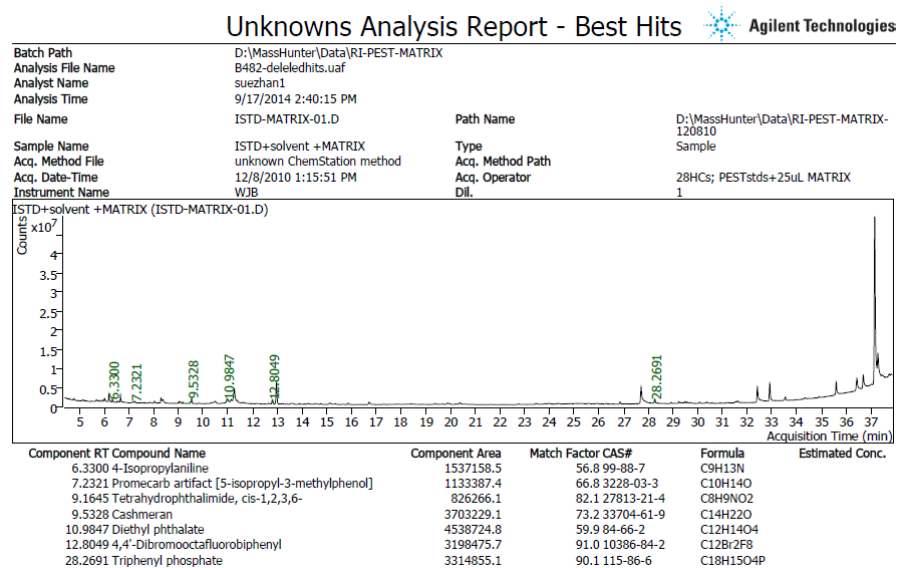 Unknowns Analysis Report - Best Hits Agilent Technologies
Batch Path D:\MassHunter\Data\RI-PEST-MATRIX
Analysis File Name B482-deleledhits.uaf
Analyst Name suezhan1
Analysis Time 9/17/2014 2:40:15 PM
File Name ISTD-MATRIX-01.D Path Name D:\MassHunter\Data\RI-PEST-MATRIX-
120810
Sample Name ISTD+solvent +MATRIX Type Sample
Acq. Method File unknown ChemStation method Acq. Method Path
Acq. Date-Time 12/8/2010 1:15:51 PM Acq. Operator 28HCs; PESTstds+25uL MATRIX
Instrument Name WJB Dil. 1
ISTD+solvent +MATRIX (ISTD-MATRIX-01.D)
Counts
x10⁷
4
3.5
3
2.5
2
1.5
1
0.5
0
6.3300
7.2321
9.5328
10.9847
12.8049
28.2691
5 6 7 8 9 10 11 12 13 14 15 16 17 18 19 20 21 22 23 24 25 26 27 28 29 30 31 32 33 34 35 36 37
Acquisition Time (min)
Component RT Compound Name Component Area Match Factor CAS# Formula Estimated Conc.
6.3300 4-Isopropylaniline 1537158.5 56.8 99-88-7 C9H13N
7.2321 Promecarb artifact [5-isopropyl-3-methylphenol] 1133387.4 66.8 3228-03-3 C10H14O
9.1645 Tetrahydrophthalimide, cis-1,2,3,6- 826266.1 82.1 27813-21-4 C8H9NO2
9.5328 Cashmeran 3703229.1 73.2 33704-61-9 C14H22O
10.9847 Diethyl phthalate 4538724.8 59.9 84-66-2 C12H14O4
12.8049 4,4'-Dibromooctafluorobiphenyl 3198475.7 91.0 10386-84-2 C12Br2F8
28.2691 Triphenyl phosphate 3314855.1 90.1 115-86-6 C18H15O4P